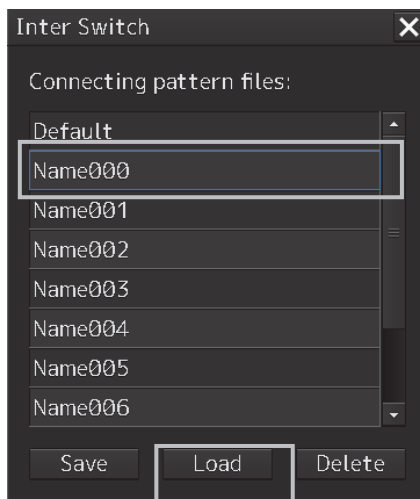 Inter Switch
Connecting pattern files:
Default
Name000
Name001
Name002
Name003
Name004
Name005
Name006
Save Load Delete